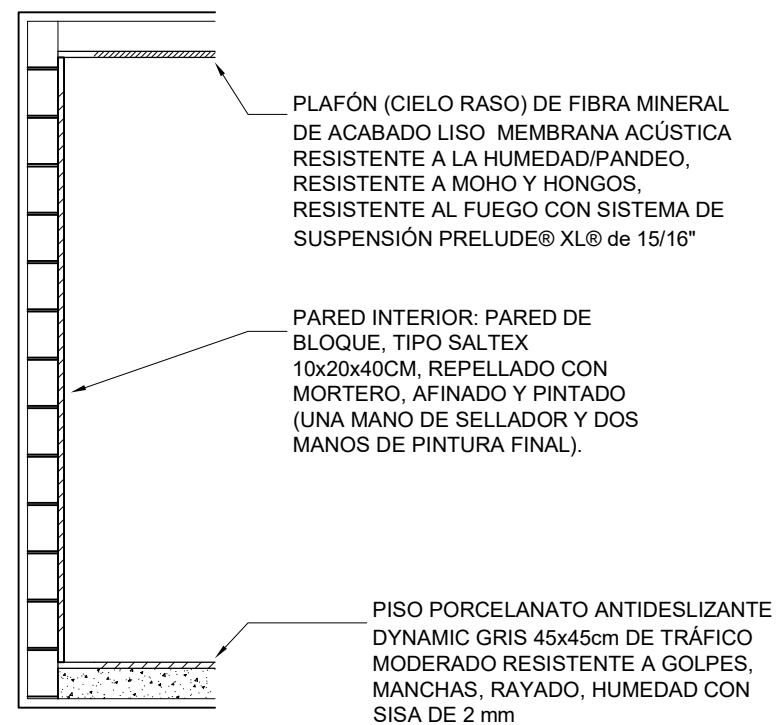 PLAFÓN (CIELO RASO) DE FIBRA MINERAL
DE ACABADO LISO MEMBRANA ACÚSTICA
RESISTENTE A LA HUMEDAD/PANDEO,
RESISTENTE A MOHO Y HONGOS,
RESISTENTE AL FUEGO CON SISTEMA DE
SUSPENSIÓN PRELUDE® XL® de 15/16"
PARED INTERIOR: PARED DE
BLOQUE, TIPO SALTEX
10x20x40CM, REPELLADO CON
MORTERO, AFINADO Y PINTADO
(UNA MANO DE SELLADOR Y DOS
MANOS DE PINTURA FINAL).
PISO PORCELANATO ANTIDESLIZANTE
DYNAMIC GRIS 45x45cm DE TRÁFICO
MODERADO RESISTENTE A GOLPES,
MANCHAS, RAYADO, HUMEDAD CON
SISA DE 2 mm